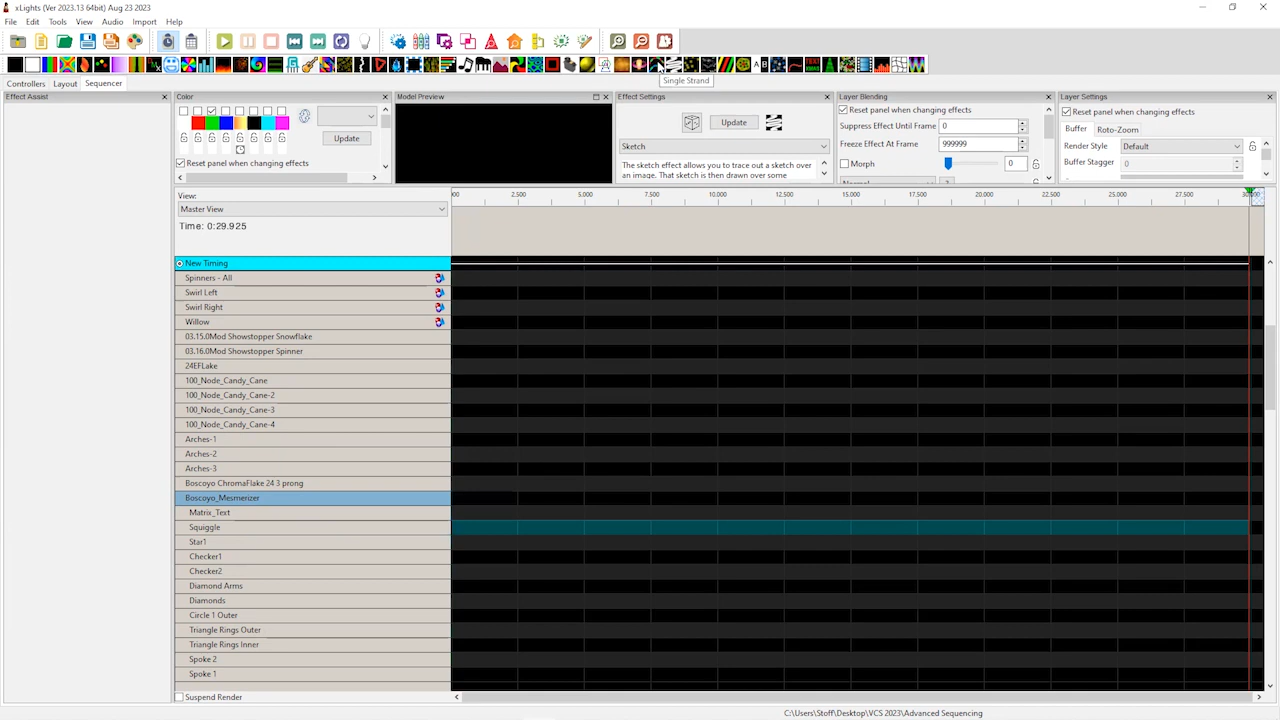 xLights (Ver 2023.13 64bit) Aug 23 2023
File Edit Tools View Audio Import Help
Single Strand
Controllers Layout Sequencer
Effect Assist
Color
Update
Reset panel when changing effects
Model Preview
Effect Settings
Update
Sketch
The sketch effect allows you to trace out a sketch over
an image. That sketch is then drawn over some
Layer Blending
Reset panel when changing effects
Suppress Effect Until Frame 0
Freeze Effect At Frame 999999
Morph 0
Normal
Layer Settings
Reset panel when changing effects
Buffer Roto-Zoom
Render Style Default
Buffer Stagger 0
View:
Master View
Time: 0:29.925
2.500 5.000 7.500 10.000 12.500 15.000 17.500 20.000 22.500 25.000 27.500
New Timing
Spinners - All
Swirl Left
Swirl Right
Willow
03.15.0Mod Showstopper Snowflake
03.16.0Mod Showstopper Spinner
24EFLake
100_Node_Candy_Cane
100_Node_Candy_Cane-2
100_Node_Candy_Cane-3
100_Node_Candy_Cane-4
Arches-1
Arches-2
Arches-3
Boscoyo ChromaFlake 24 3 prong
Boscoyo_Mesmerizer
Matrix_Text
Squiggle
Star1
Checker1
Checker2
Diamond Arms
Diamonds
Circle 1 Outer
Triangle Rings Outer
Triangle Rings Inner
Spoke 2
Spoke 1
Suspend Render
C:\Users\Stoff\Desktop\VCS 2023\Advanced Sequencing